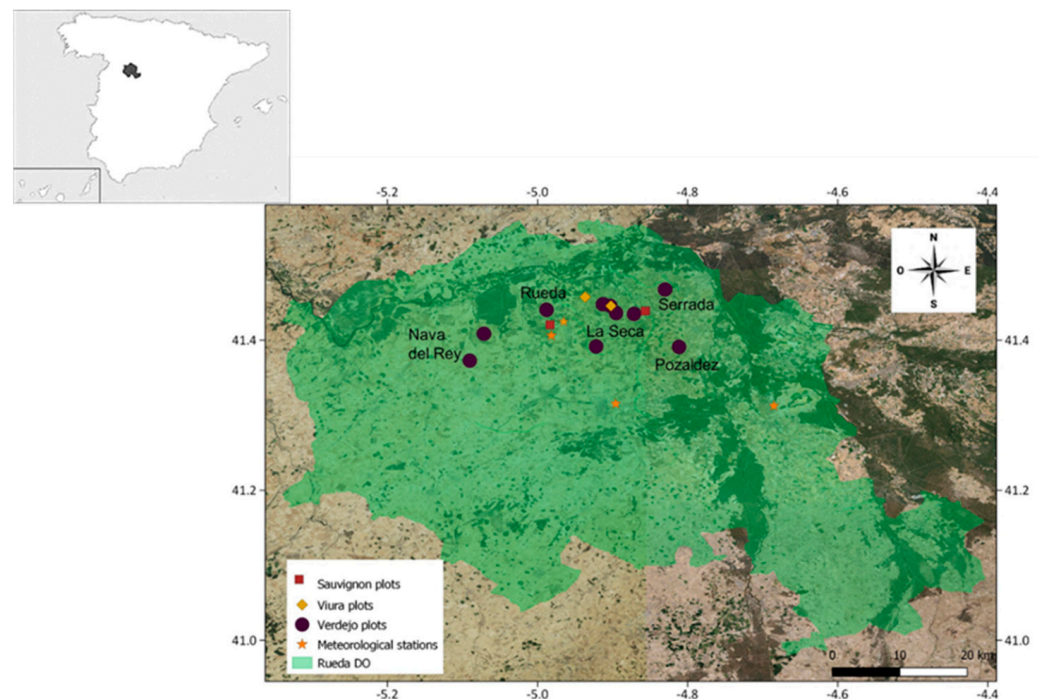 -5.2 -5.0 -4.8 -4.6 -4.4
N
O E
S
Rueda
Serrada
Nava
del Rey
La Seca
Pozaldez
41.4 41.4
41.2 41.2
41.0 41.0
Sauvignon plots
Viura plots
Verdejo plots
Meteorological stations
Rueda DO
0 10 20 km
-5.2 -5.0 -4.8 -4.6 -4.4